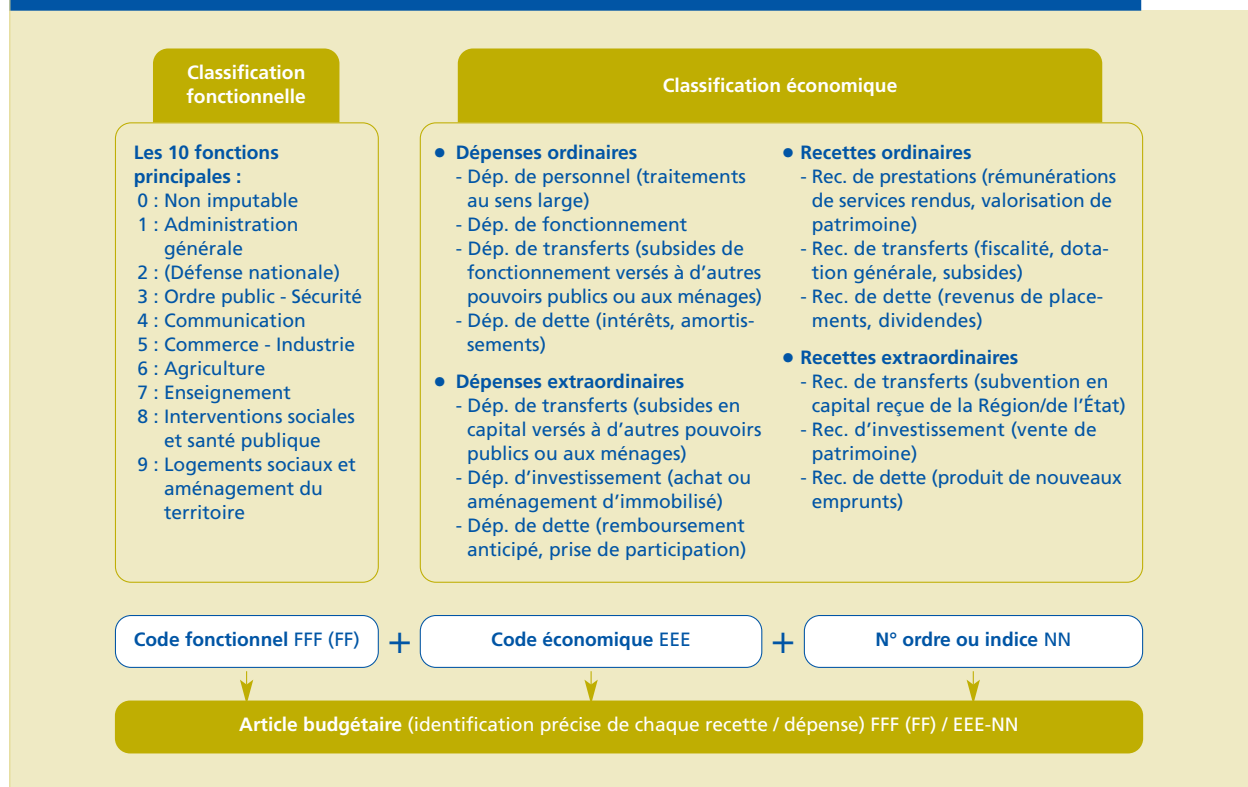 Classification
fonctionnelle
Classification économique
Les 10 fonctions
principales :
0 : Non imputable
1 : Administration
générale
2 : (Défense nationale)
3 : Ordre public - Sécurité
4 : Communication
5 : Commerce - Industrie
6 : Agriculture
7 : Enseignement
8 : Interventions sociales
et santé publique
9 : Logements sociaux et
aménagement du
territoire
• Dépenses ordinaires
- Dép. de personnel (traitements
au sens large)
- Dép. de fonctionnement
- Dép. de transferts (subsides de
fonctionnement versés à d'autres
pouvoirs publics ou aux ménages)
- Dép. de dette (intérêts, amortis-
sements)
• Dépenses extraordinaires
- Dép. de transferts (subsides en
capital versés à d'autres pouvoirs
publics ou aux ménages)
- Dép. d'investissement (achat ou
aménagement d'immobilisé)
- Dép. de dette (remboursement
anticipé, prise de participation)
• Recettes ordinaires
- Rec. de prestations (rémunérations
de services rendus, valorisation de
patrimoine)
- Rec. de transferts (fiscalité, dota-
tion générale, subsides)
- Rec. de dette (revenus de place-
ments, dividendes)
• Recettes extraordinaires
- Rec. de transferts (subvention en
capital reçue de la Région/de l'État)
- Rec. d'investissement (vente de
patrimoine)
- Rec. de dette (produit de nouveaux
emprunts)
Code fonctionnel FFF (FF) + Code économique EEE + N° ordre ou indice NN
Article budgétaire (identification précise de chaque recette / dépense) FFF (FF) / EEE-NN